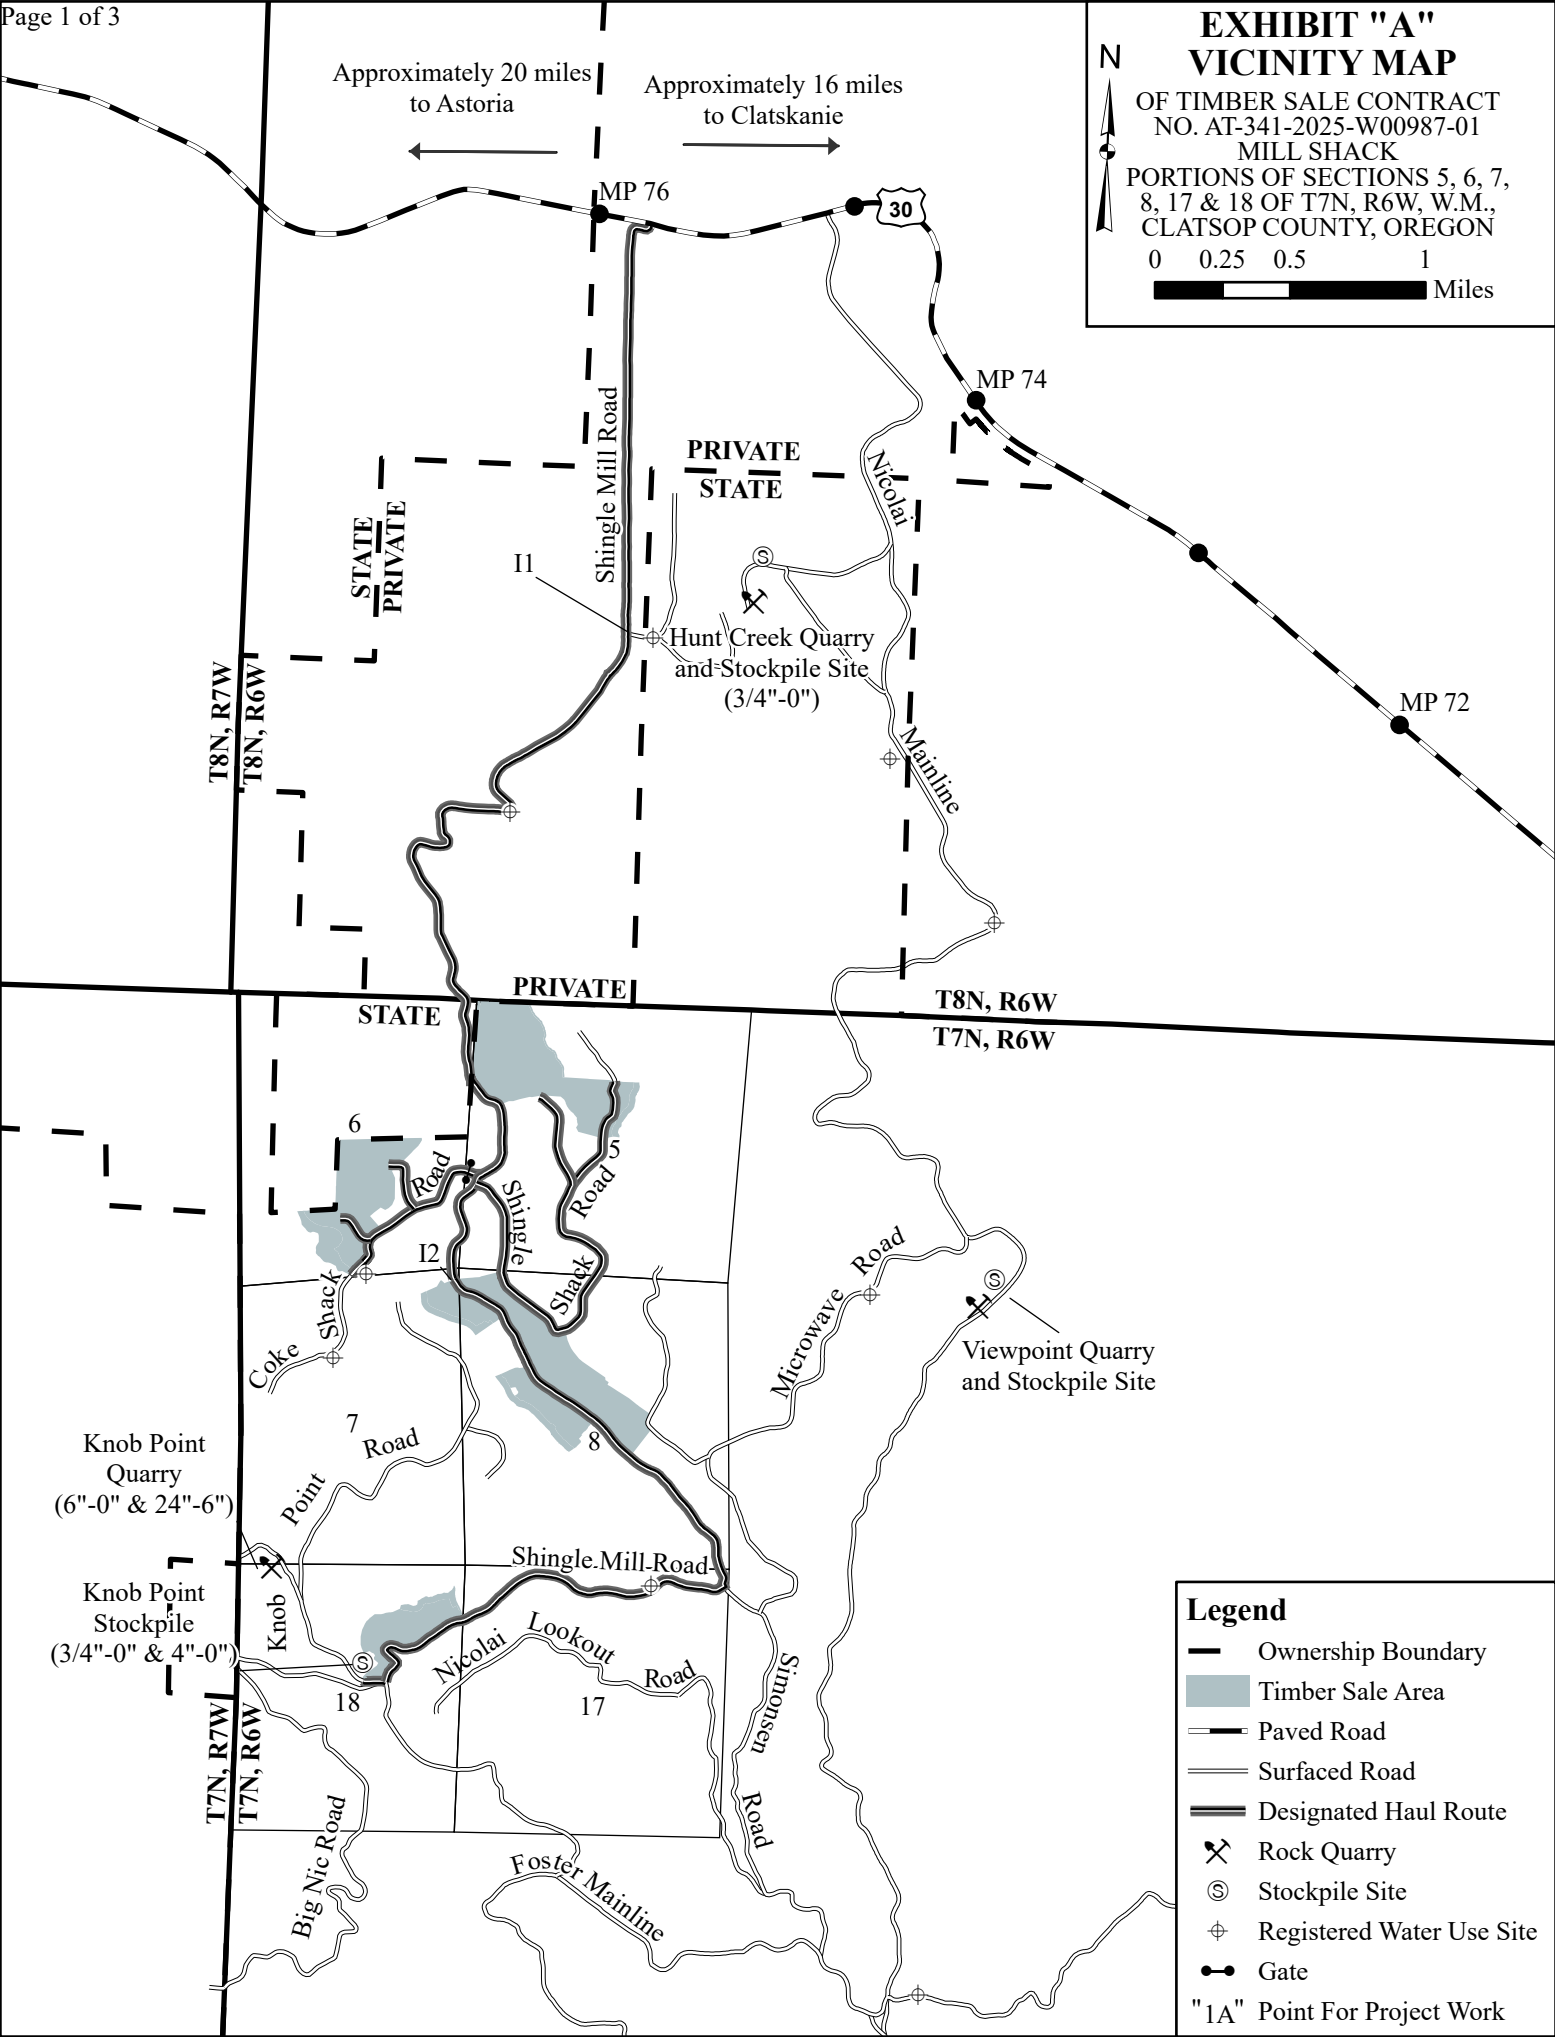 Page 1 of 3
EXHIBIT "A"
VICINITY MAP
OF TIMBER SALE CONTRACT
NO. AT-341-2025-W00987-01
MILL SHACK
PORTIONS OF SECTIONS 5, 6, 7,
8, 17 & 18 OF T7N, R6W, W.M.,
CLATSOP COUNTY, OREGON
N
0 0.25 0.5 1
Miles
Approximately 20 miles
to Astoria
Approximately 16 miles
to Clatskanie
MP 76
30
MP 74
MP 72
Shingle Mill Road
PRIVATE
STATE
STATE
PRIVATE
Nicolai
Mainline
I1
S
Hunt Creek Quarry
and Stockpile Site
(3/4"-0")
T8N, R7W
T8N, R6W
PRIVATE
STATE
T8N, R6W
T7N, R6W
6
5
Road
Shingle
Shack
Road
I2
Coke
Shack
Microwave
Road
S
Viewpoint Quarry
and Stockpile Site
7
8
Knob
Point
Road
Knob Point
Quarry
(6"-0" & 24"-6")
Shingle Mill Road
Knob Point
Stockpile
(3/4"-0" & 4"-0")
S
Nicolai
Lookout
Road
18
17
Simonsen
Road
T7N, R7W
T7N, R6W
Big Nic Road
Foster Mainline
Legend
Ownership Boundary
Timber Sale Area
Paved Road
Surfaced Road
Designated Haul Route
Rock Quarry
S Stockpile Site
Registered Water Use Site
Gate
"1A" Point For Project Work